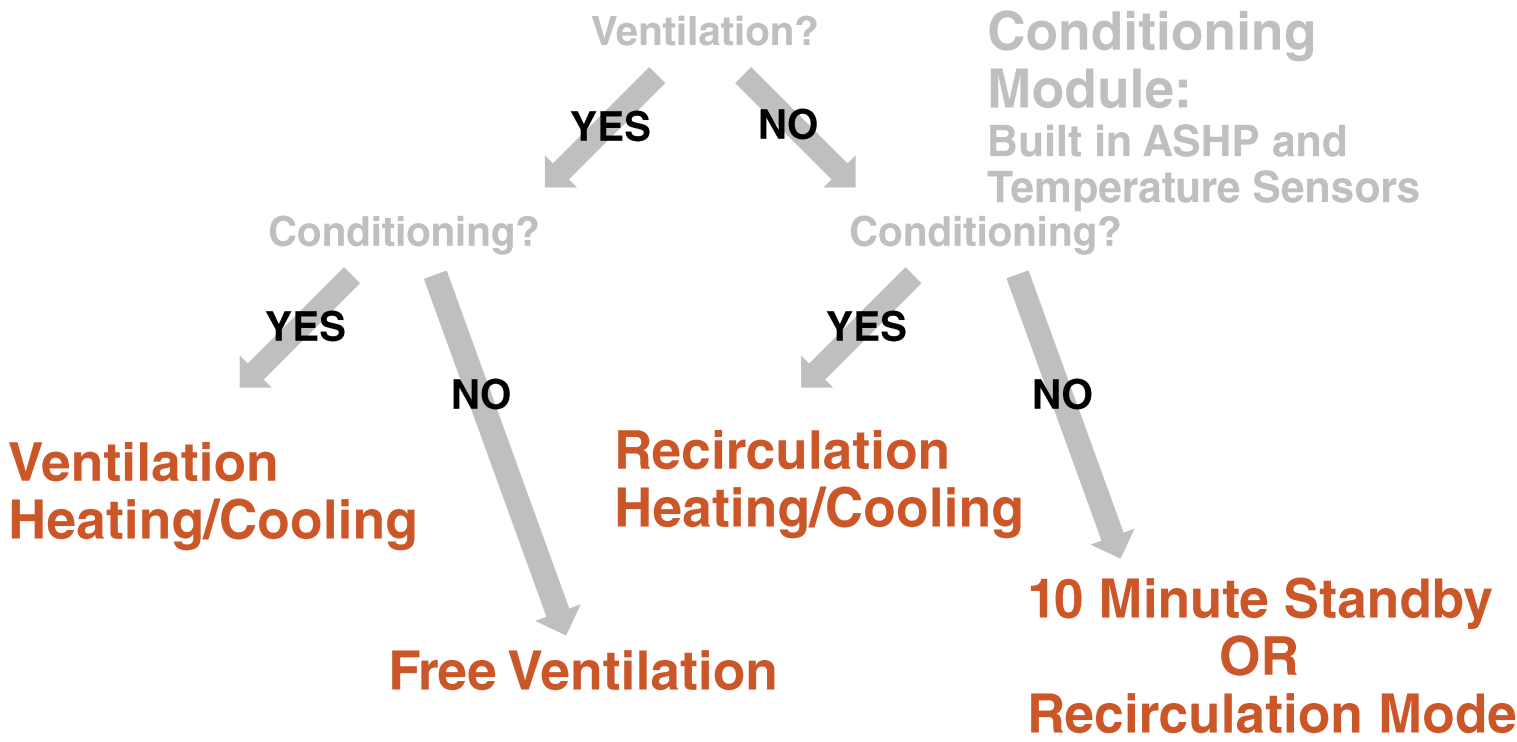 Ventilation?
Conditioning
Module:
Built in ASHP and
Temperature Sensors
YES
NO
Conditioning?
Conditioning?
YES
NO
YES
NO
Ventilation
Heating/Cooling
Recirculation
Heating/Cooling
Free Ventilation
10 Minute Standby
OR
Recirculation Mode